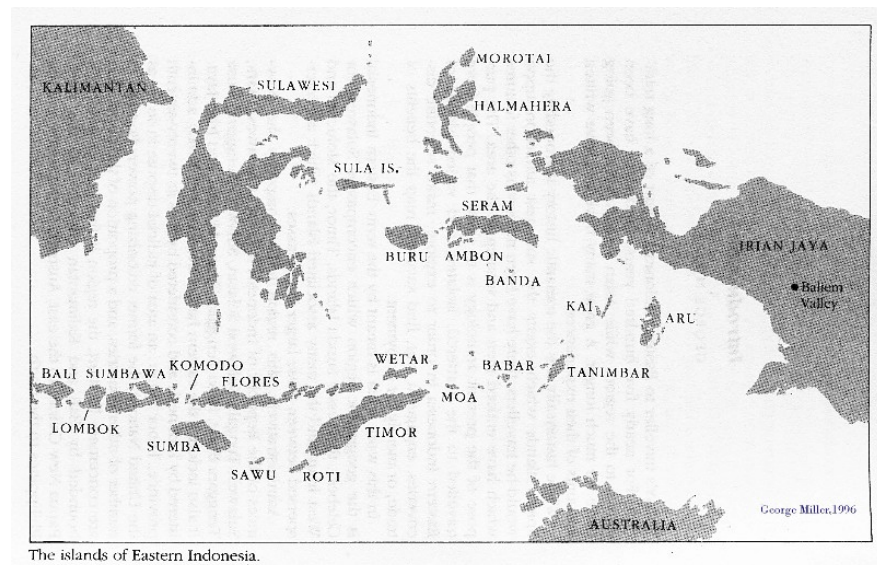 MOROTAI
KALIMANTAN
SULAWESI
HALMAHERA
SULA IS.
SERAM
IRIAN JAYA
BURU
AMBON
BANDA
Baliem
Valley
KAI
ARU
WETAR
KOMODO
BALI
SUMBAWA
FLORES
BABAR
TANIMBAR
MOA
LOMBOK
TIMOR
SUMBA
SAWU
ROTI
George Miller,1996
AUSTRALIA
The islands of Eastern Indonesia.